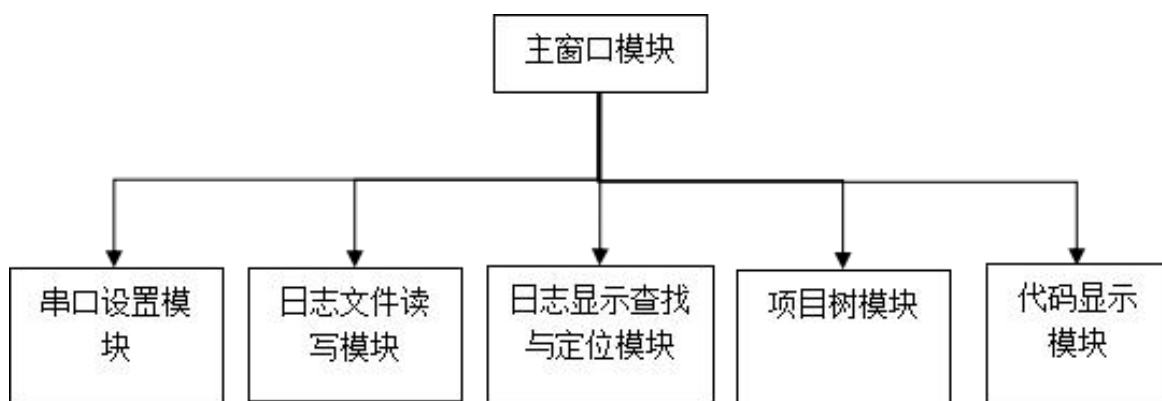 主窗口模块
串口设置模
块
日志文件读
写模块
日志显示查找
与定位模块
项目树模块
代码显示
模块